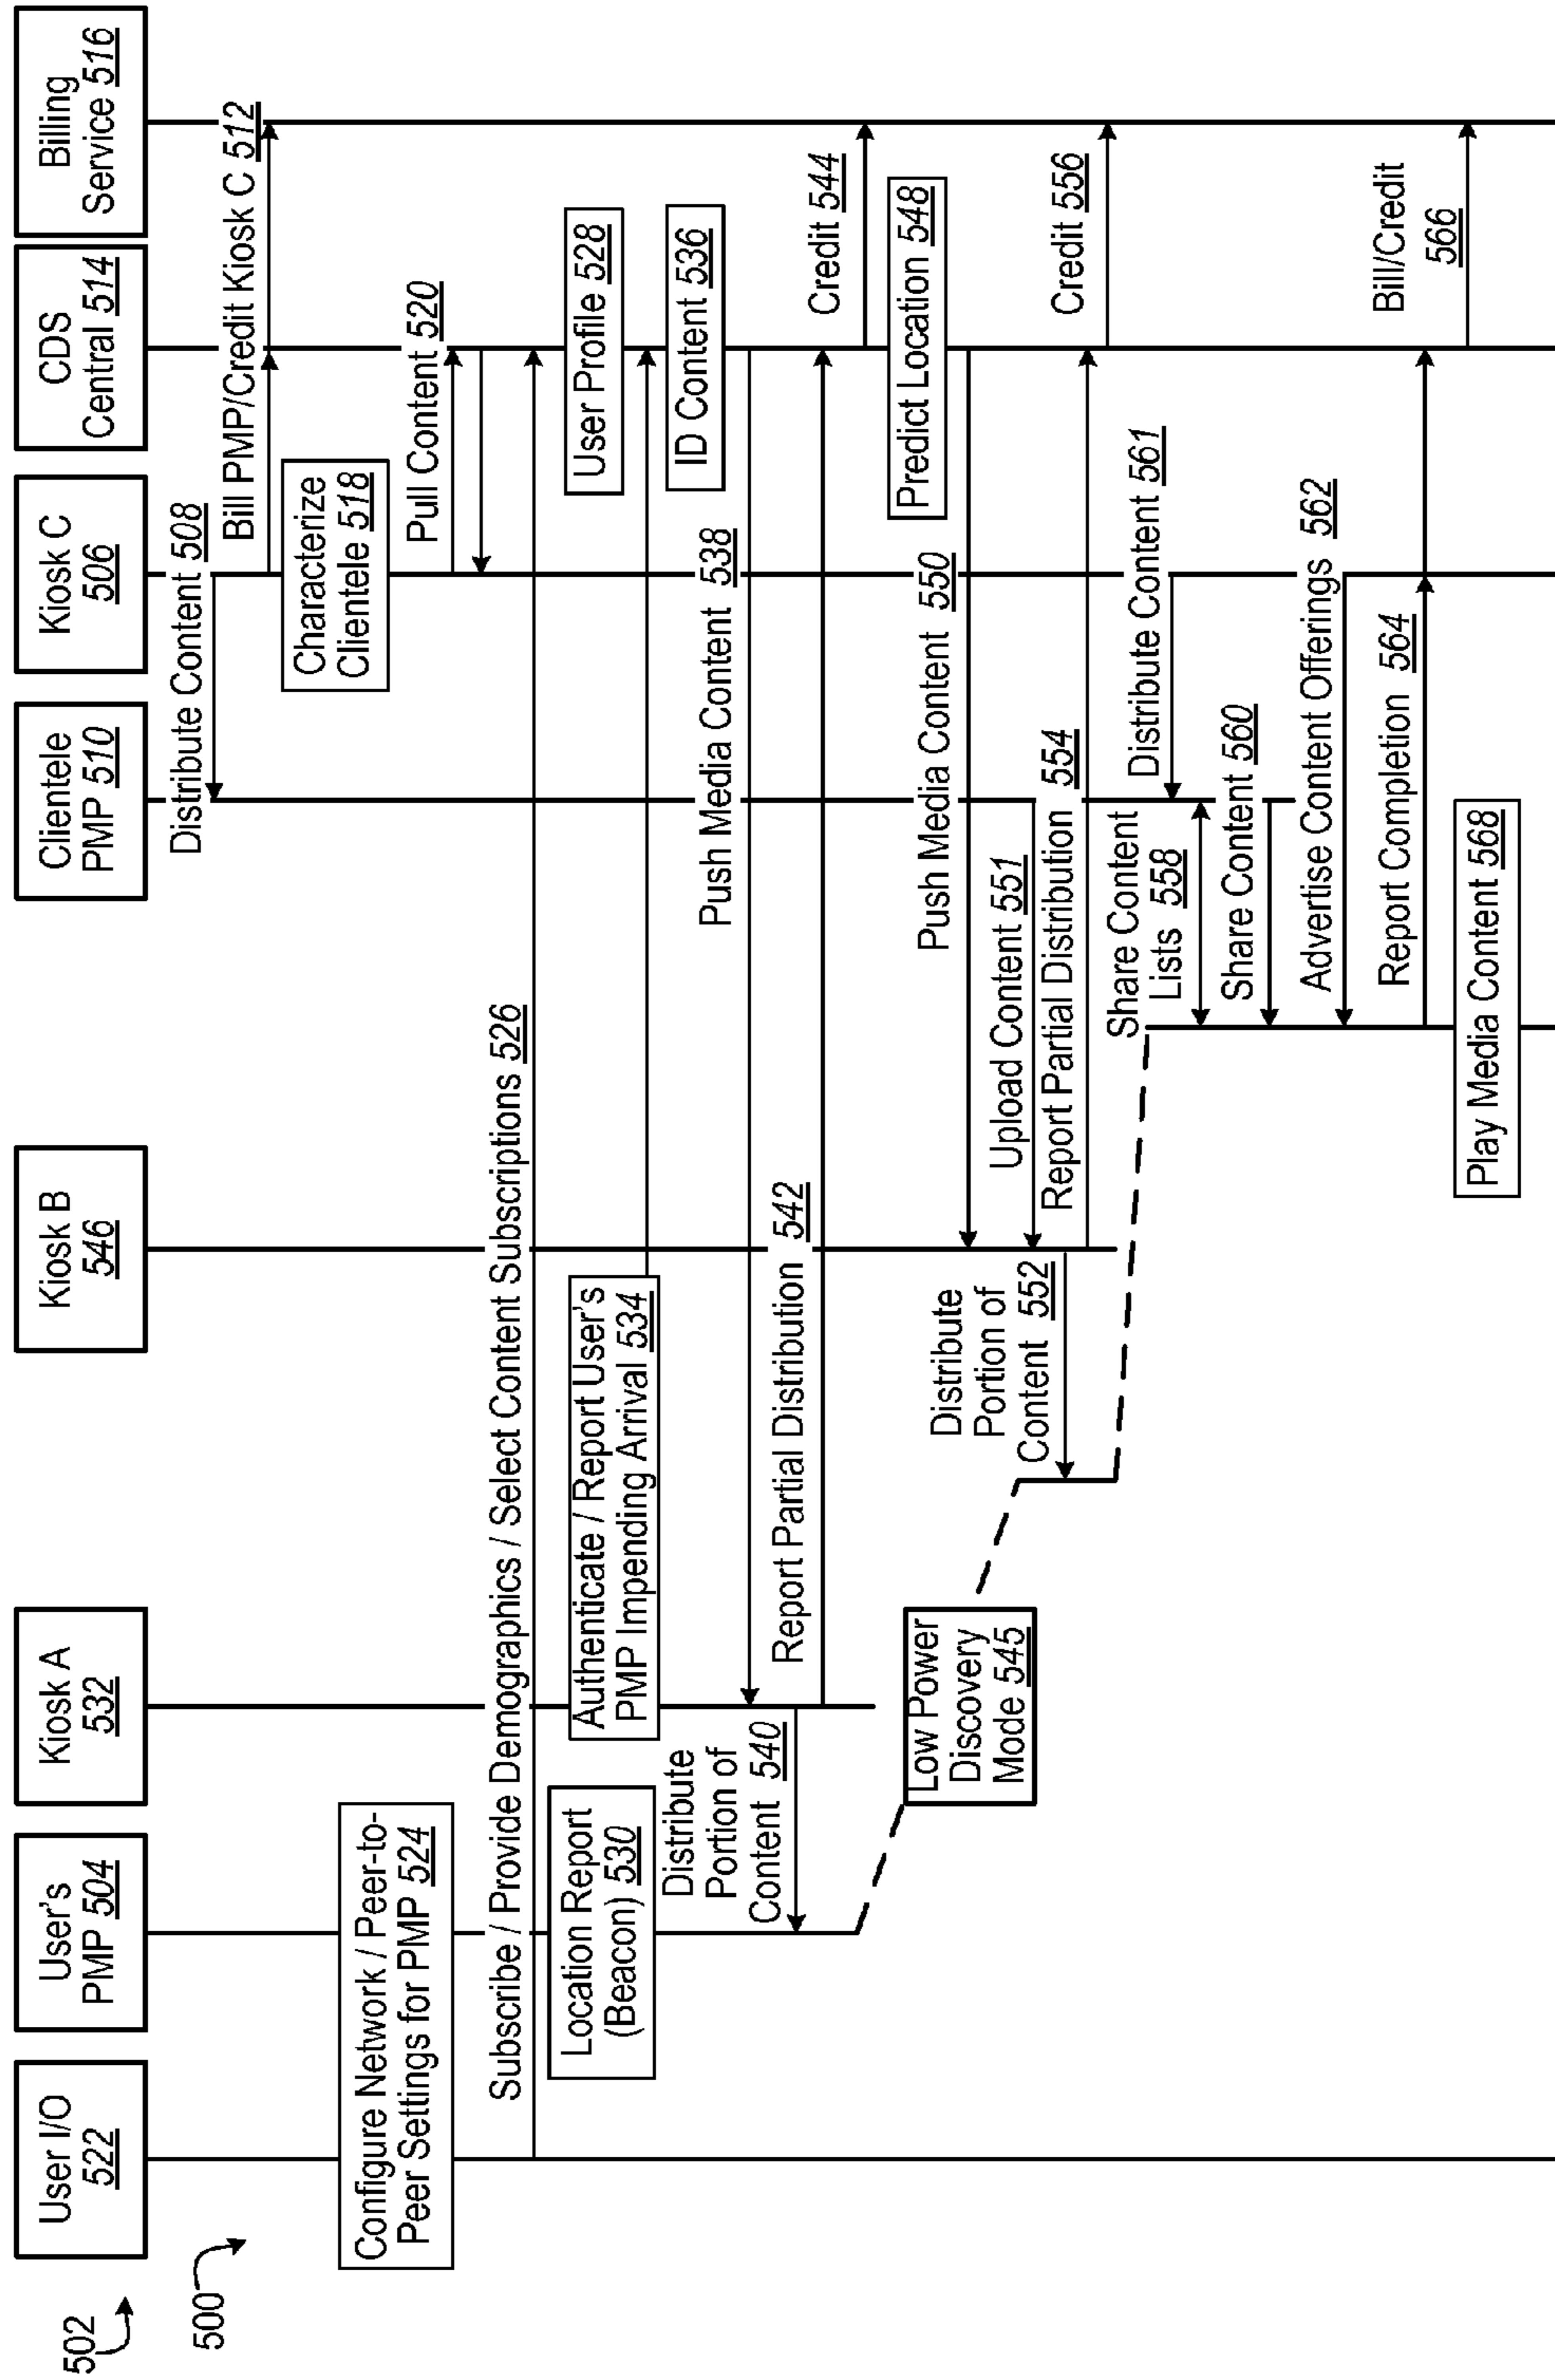 502
500
User I/O
522
User's
PMP 504
Kiosk A
532
Kiosk B
546
Clientele
PMP 510
Kiosk C
506
CDS
Central 514
Billing
Service 516
Distribute Content 508
Bill PMP/Credit Kiosk C 512
Characterize
Clientele 518
Configure Network / Peer-to-
Peer Settings for PMP 524
Pull Content 520
Subscribe / Provide Demographics / Select Content Subscriptions 526
User Profile 528
Location Report
(Beacon) 530
Authenticate / Report User's
PMP Impending Arrival 534
ID Content 536
Push Media Content 538
Distribute
Portion of
Content 540
Report Partial Distribution 542
Credit 544
Low Power
Discovery
Mode 545
Predict Location 548
Push Media Content 550
Upload Content 551
Distribute
Portion of
Content 552
Report Partial Distribution 554
Credit 556
Distribute Content 561
Share Content
Lists 558
Share Content 560
Advertise Content Offerings 562
Report Completion 564
Bill/Credit
566
Play Media Content 568